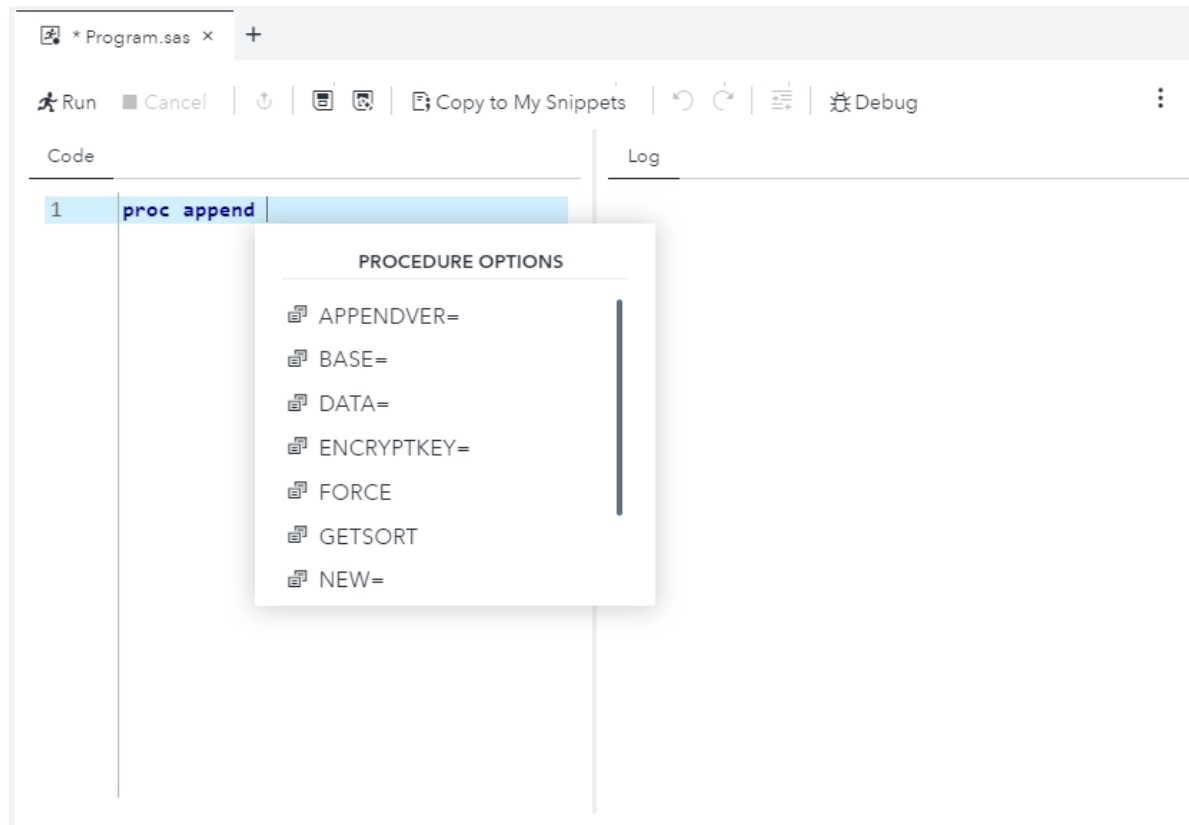 * Program.sas × +
Run Cancel Copy to My Snippets Debug
Code
Log
1 proc append
PROCEDURE OPTIONS
APPENDVER=
BASE=
DATA=
ENCRYPTKEY=
FORCE
GETSORT
NEW=